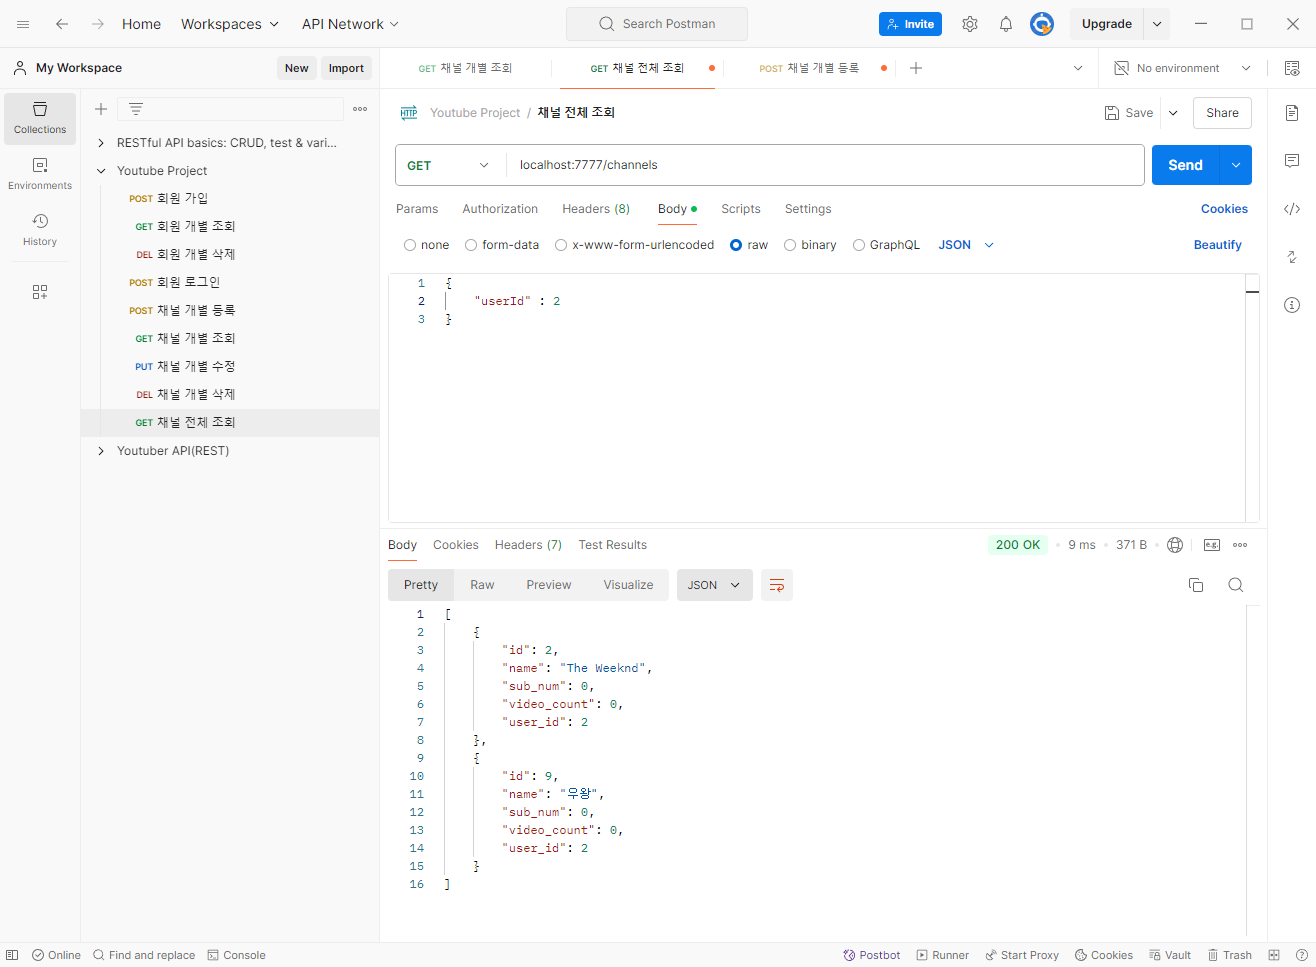 Home Workspaces API Network Search Postman Invite Upgrade
My Workspace New Import GET 채널 개별 조회 GET 채널 전체 조회 POST 채널 개별 등록 No environment
Collections
Environments
History
RESTful API basics: CRUD, test & vari...
Youtube Project
POST 회원 가입
GET 회원 개별 조회
DEL 회원 개별 삭제
POST 회원 로그인
POST 채널 개별 등록
GET 채널 개별 조회
PUT 채널 개별 수정
DEL 채널 개별 삭제
GET 채널 전체 조회
Youtuber API(REST)
HTTP Youtube Project / 채널 전체 조회 Save Share
GET localhost:7777/channels Send
Params Authorization Headers (8) Body Scripts Settings Cookies
none form-data x-www-form-urlencoded raw binary GraphQL JSON Beautify
1 {
2 "userId" : 2
3 }
Body Cookies Headers (7) Test Results 200 OK 9 ms 371 B e.g.
Pretty Raw Preview Visualize JSON
1 [
2 {
3 "id": 2,
4 "name": "The Weeknd",
5 "sub_num": 0,
6 "video_count": 0,
7 "user_id": 2
8 },
9 {
10 "id": 9,
11 "name": "우왕",
12 "sub_num": 0,
13 "video_count": 0,
14 "user_id": 2
15 }
16 ]
Online Find and replace Console Postbot Runner Start Proxy Cookies Vault Trash